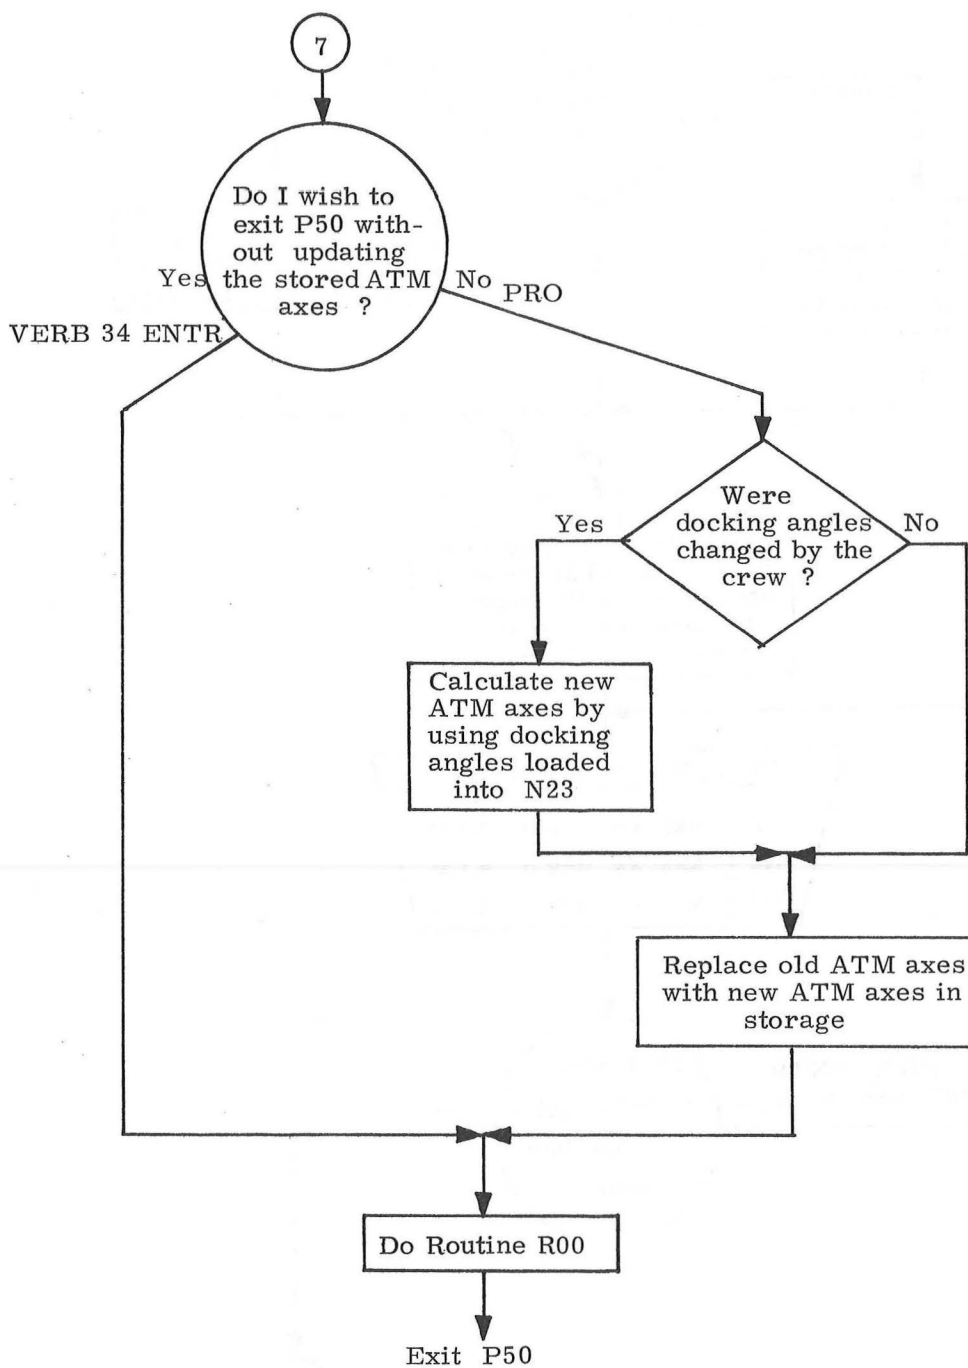 7
Do I wish to
exit P50 with-
out updating
the stored ATM
axes ?
Yes
No
PRO
VERB 34 ENTR
Were
docking angles
changed by the
crew ?
Yes
No
Calculate new
ATM axes by
using docking
angles loaded
into N23
Replace old ATM axes
with new ATM axes in
storage
Do Routine R00
Exit P50